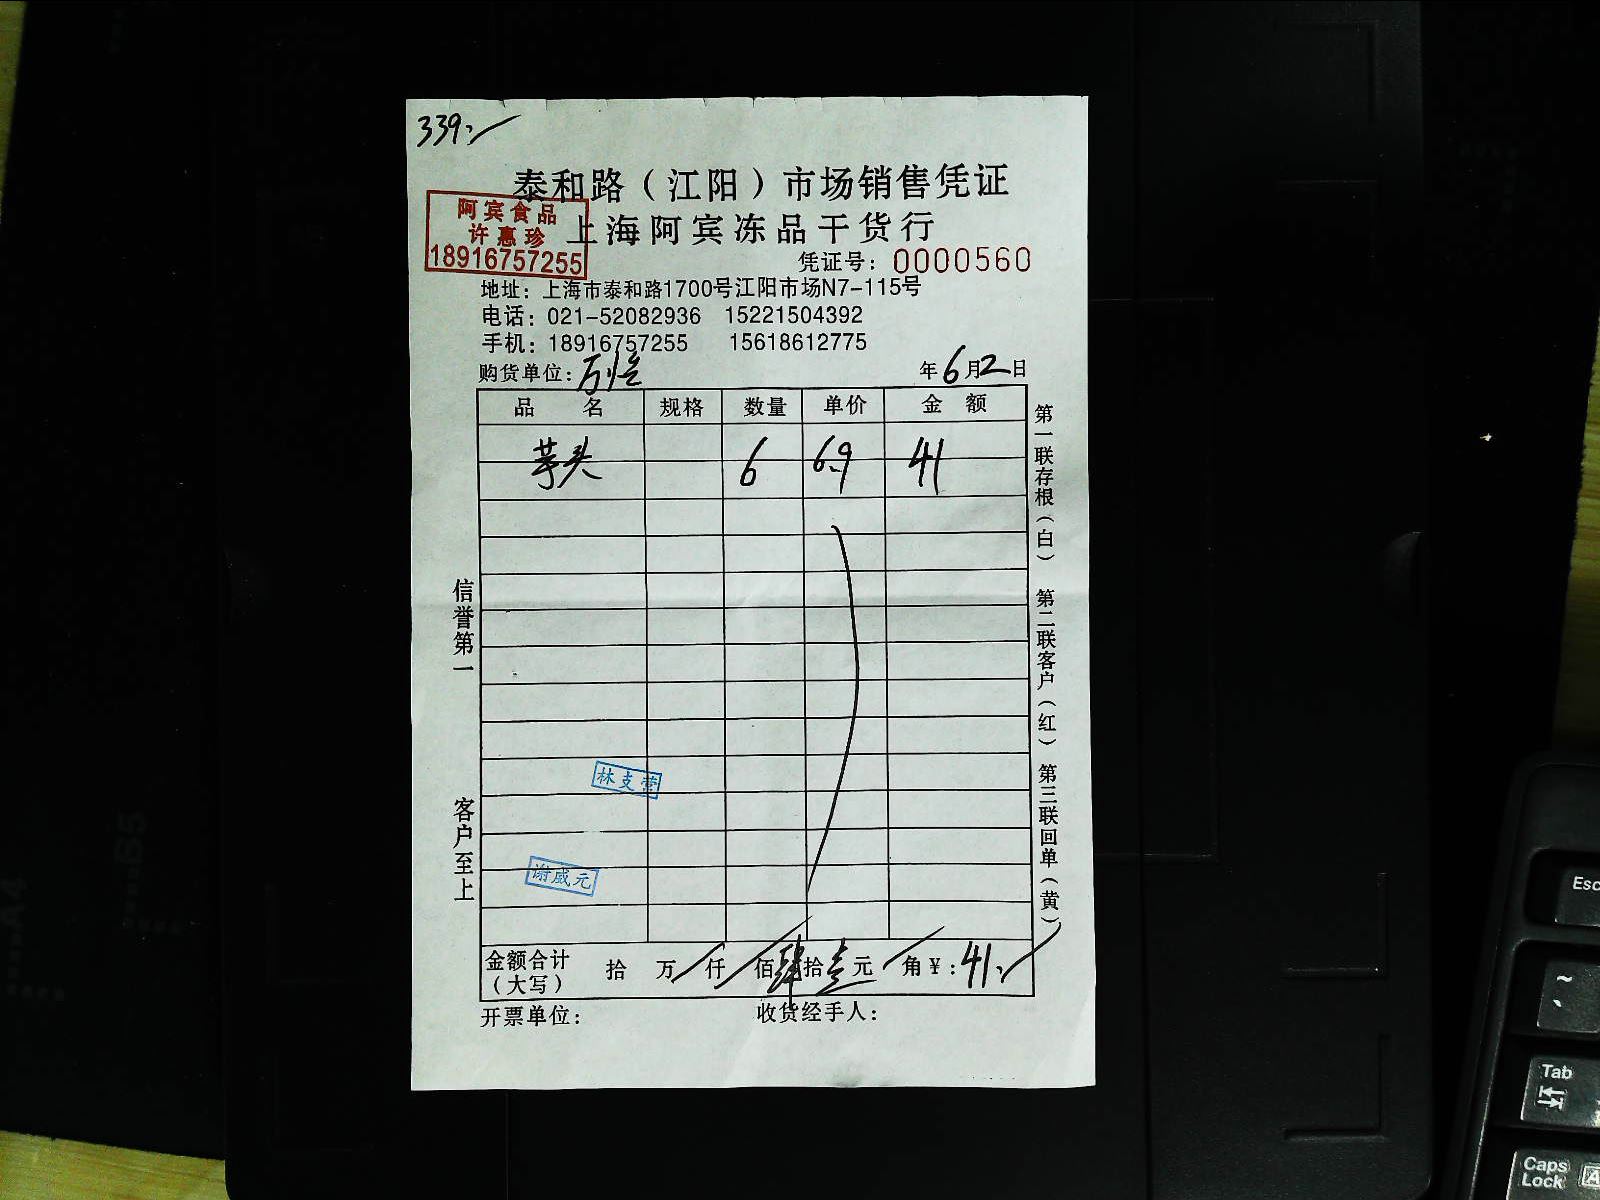 339
泰和路（江阳）市场销售凭证
阿宾食品
许惠珍
18916757255
上海阿宾冻品干货行
凭证号：0000560
地址：上海市泰和路1700号江阳市场N7-115号
电话：021-52082936 15221504392
手机：18916757255 15618612775
购货单位： 年6月2日
品 名 规格 数量 单价 金 额
芋头 6 6.9 41
林支营
谢成元
金额合计（大写） 拾 万 仟 佰 肆拾壹元 角 ￥：41
开票单位： 收货经手人：
信誉第一
客户至上
第一联存根（白） 第二联客户（红） 第三联回单（黄）
Esc
~
Tab
Caps Lock
A
B5
A4